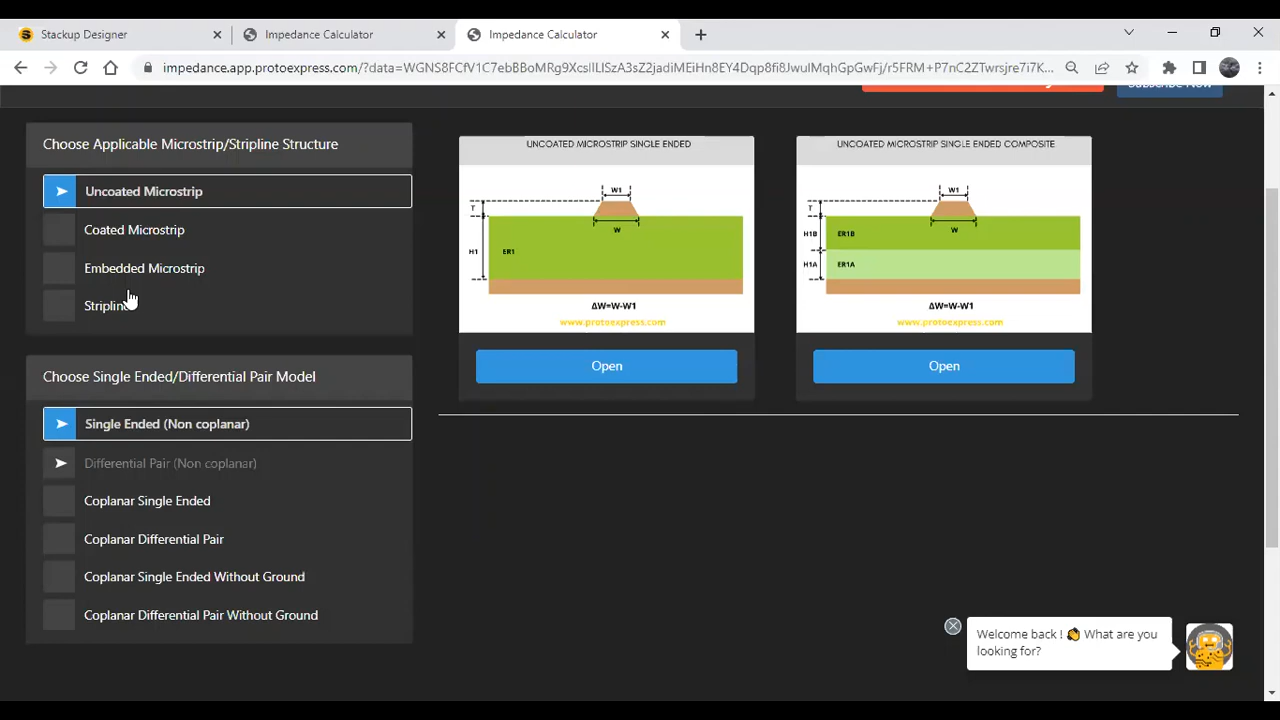 Stackup Designer
Impedance Calculator
Impedance Calculator
impedance.app.protoexpress.com/?data=
Subscribe Now
Choose Applicable Microstrip/Stripline Structure
Uncoated Microstrip
Coated Microstrip
Embedded Microstrip
Stripline
Choose Single Ended/Differential Pair Model
Single Ended (Non coplanar)
Differential Pair (Non coplanar)
Coplanar Single Ended
Coplanar Differential Pair
Coplanar Single Ended Without Ground
Coplanar Differential Pair Without Ground
UNCOATED MICROSTRIP SINGLE ENDED
W1
T
W
H1
ER1
ΔW=W-W1
www.protoexpress.com
Open
UNCOATED MICROSTRIP SINGLE ENDED COMPOSITE
W1
T
W
H1B
ER1B
H1A
ER1A
ΔW=W-W1
www.protoexpress.com
Open
Welcome back ! 👏 What are you
looking for?